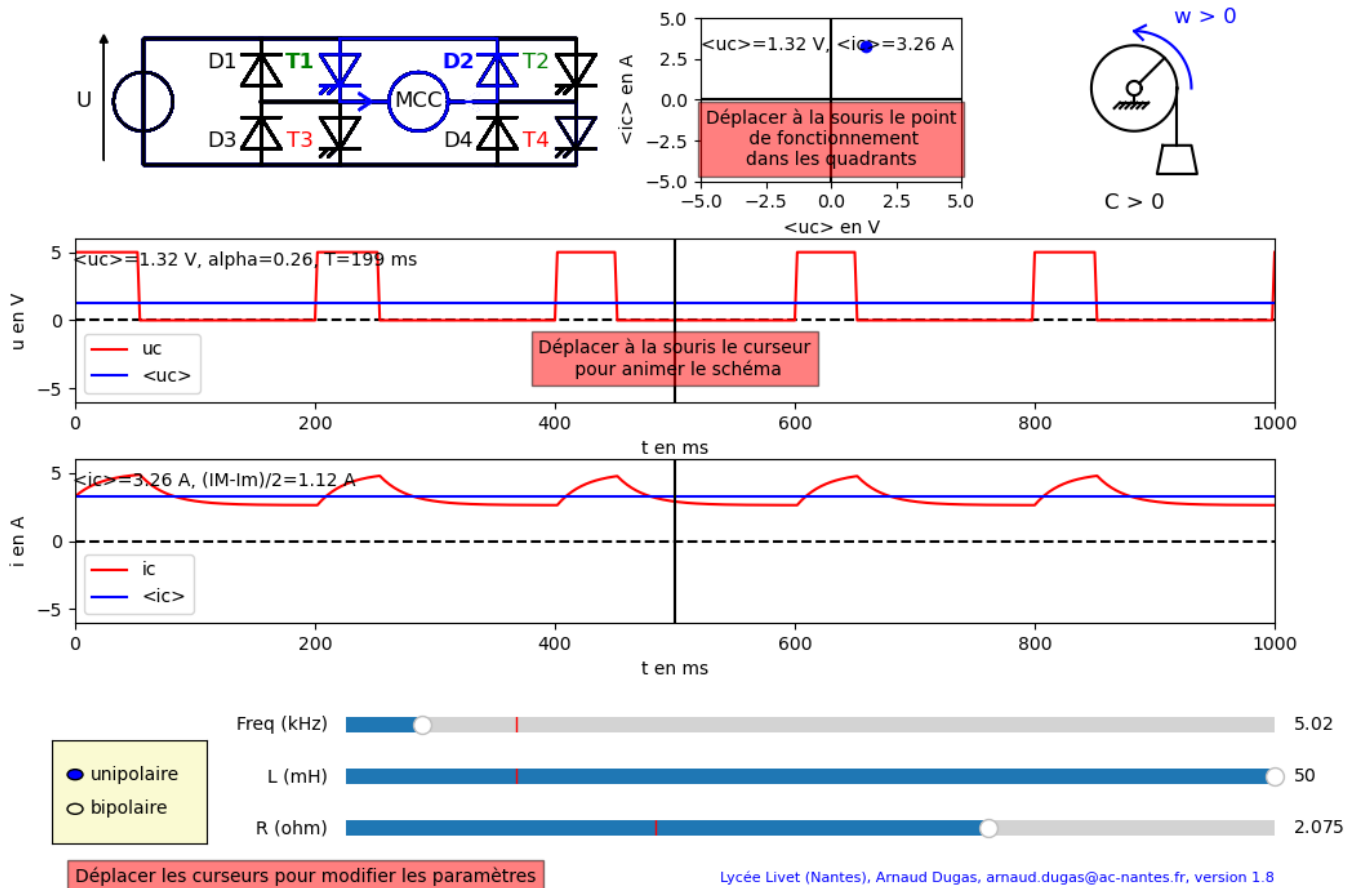 U
D1 T1
D2 T2
MCC
D3 T3
D4 T4
<ic> en A
5.0
2.5
0.0
−2.5
−5.0
<uc>=1.32 V, <ic>=3.26 A
Déplacer à la souris le point
de fonctionnement
dans les quadrants
−5.0 −2.5 0.0 2.5 5.0
<uc> en V
w > 0
C > 0
u en V
5
0
−5
<uc>=1.32 V, alpha=0.26, T=199 ms
uc
<uc>
Déplacer à la souris le curseur
pour animer le schéma
0 200 400 600 800 1000
t en ms
i en A
5
0
−5
<ic>=3.26 A, (IM-Im)/2=1.12 A
ic
<ic>
0 200 400 600 800 1000
t en ms
unipolaire
bipolaire
Freq (kHz) 5.02
L (mH) 50
R (ohm) 2.075
Déplacer les curseurs pour modifier les paramètres
Lycée Livet (Nantes), Arnaud Dugas, arnaud.dugas@ac-nantes.fr, version 1.8